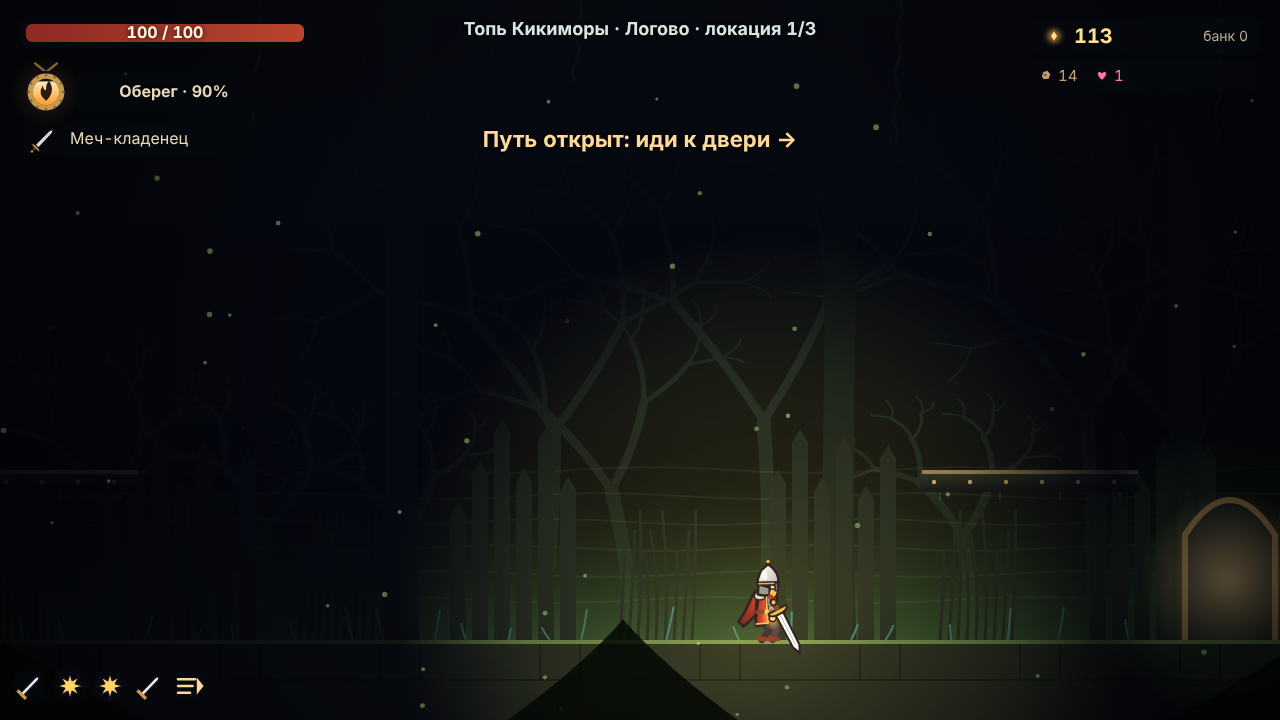 100 / 100
Топь Кикиморы · Логово · локация 1/3
113
банк 0
14
1
Оберег · 90%
Меч-кладенец
Путь открыт: иди к двери →